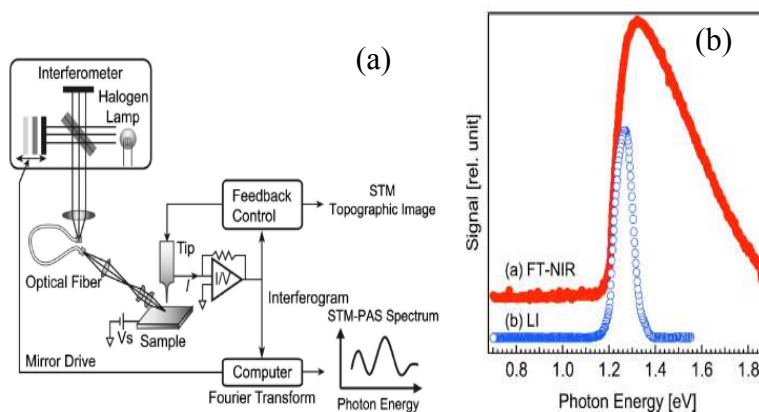 (a)
Interferometer
Halogen
Lamp
Optical Fiber
Tip
I
I/V
Feedback
Control
STM
Topographic Image
Interferogram
STM-PAS Spectrum
Vs
Sample
Mirror Drive
Computer
Fourier Transform
Photon Energy
(b)
Signal [rel. unit]
(a) FT-NIR
(b) LI
0.8 1.0 1.2 1.4 1.6 1.8
Photon Energy [eV]